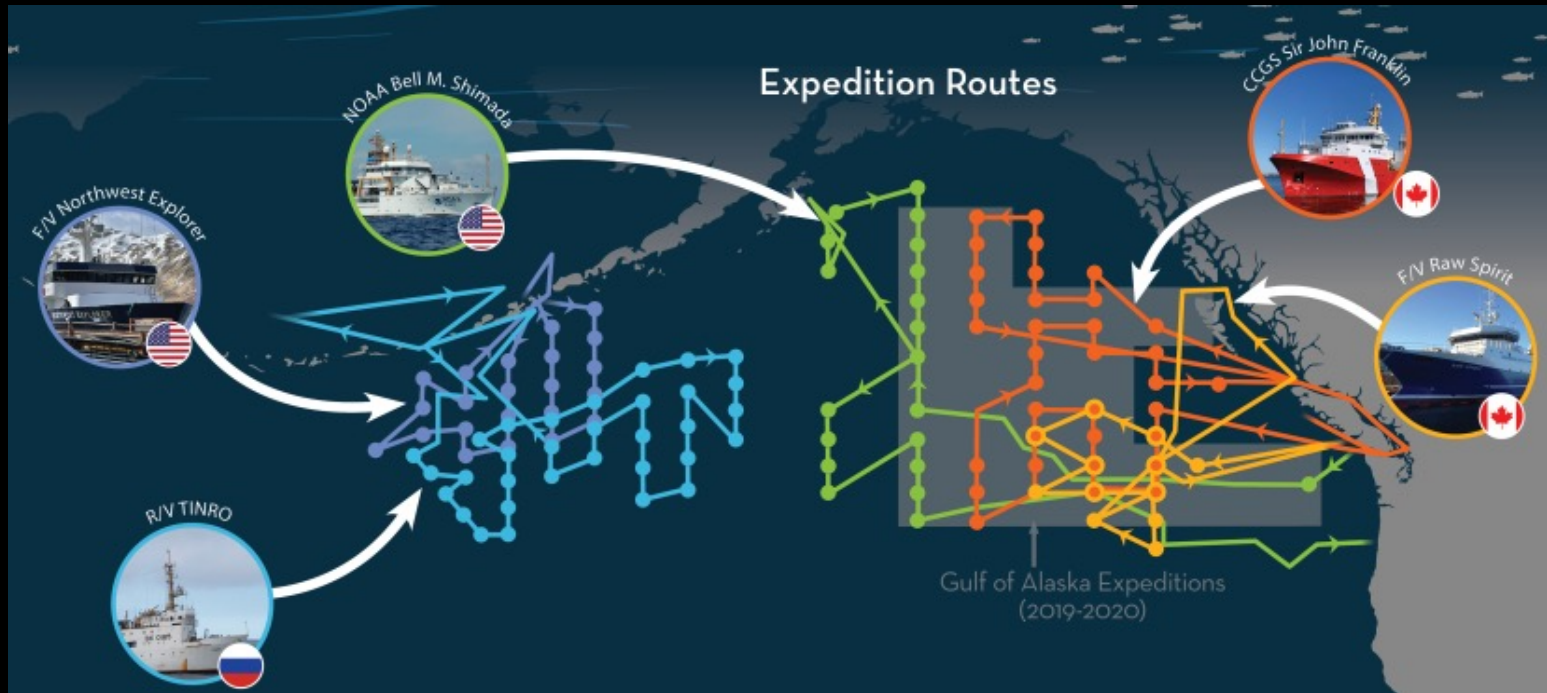 Expedition Routes
NOAA Bell M. Shimada
CCGS Sir John Franklin
F/V Northwest Explorer
F/V Raw Spirit
R/V TINRO
Gulf of Alaska Expeditions
(2019-2020)